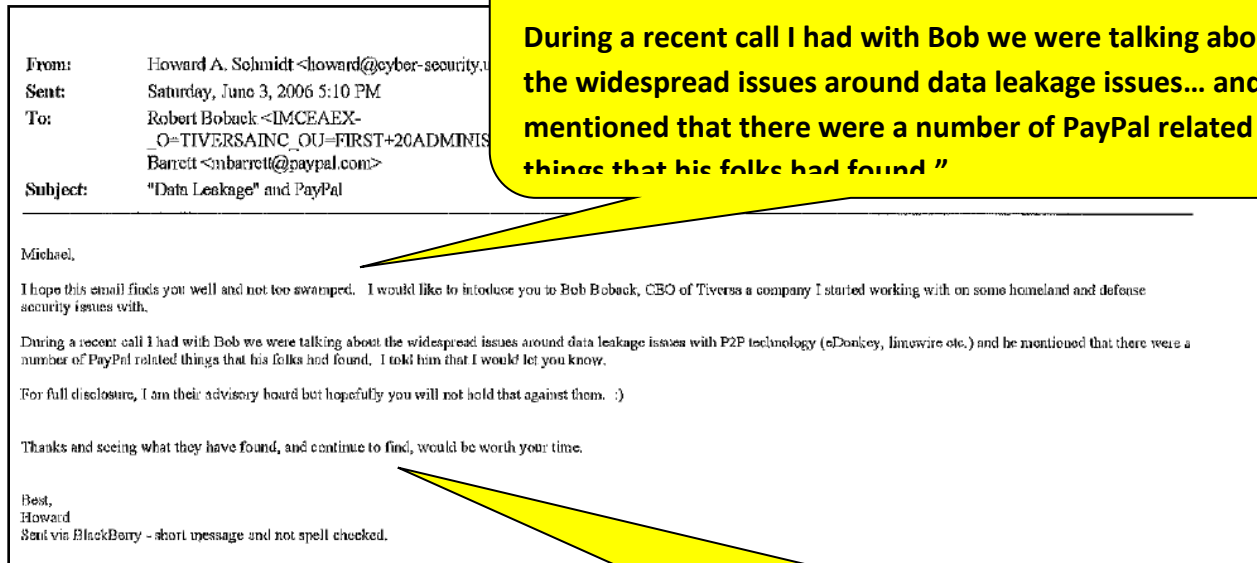 During a recent call I had with Bob we were talking abo
the widespread issues around data leakage issues… and
mentioned that there were a number of PayPal related
things that his folks had found.”
From: Howard A. Schmidt <howard@cyber-security.u
Sent: Saturday, June 3, 2006 5:10 PM
To: Robert Boback <IMCEAEX-
_O=TIVERSAINC_OU=FIRST+20ADMINIS
Barrett <mbarrett@paypal.com>
Subject: "Data Leakage" and PayPal
Michael,
I hope this email finds you well and not too swamped. I would like to intoduce you to Bob Boback, CEO of Tiversa a company I started working with on some homeland and defense
security issues with.
During a recent call I had with Bob we were talking about the widespread issues around data leakage issues with P2P technology (eDonkey, limewire etc.) and he mentioned that there were a
number of PayPal related things that his folks had found. I told him that I would let you know.
For full disclosure, I am their advisory board but hopefully you will not hold that against them. :)
Thanks and seeing what they have found, and continue to find, would be worth your time.
Best,
Howard
Sent via BlackBerry - short message and not spell checked.